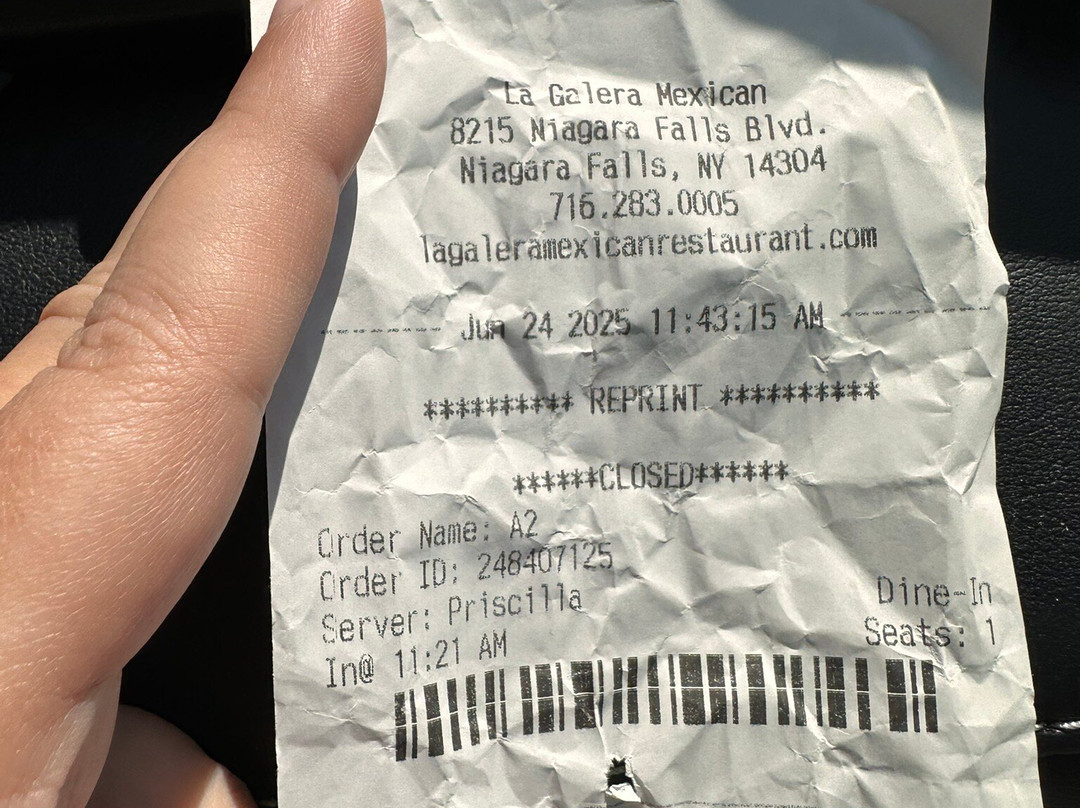 La Galera Mexican
8215 Niagara Falls Blvd.
Niagara Falls, NY 14304
716.283.0005
lagaleramexicanrestaurant.com
Jun 24 2025 11:43:15 AM
********** REPRINT **********
******CLOSED******
Order Name: A2
Order ID: 248407125
Server: Priscilla
Dine-In
In@ 11:21 AM
Seats: 1